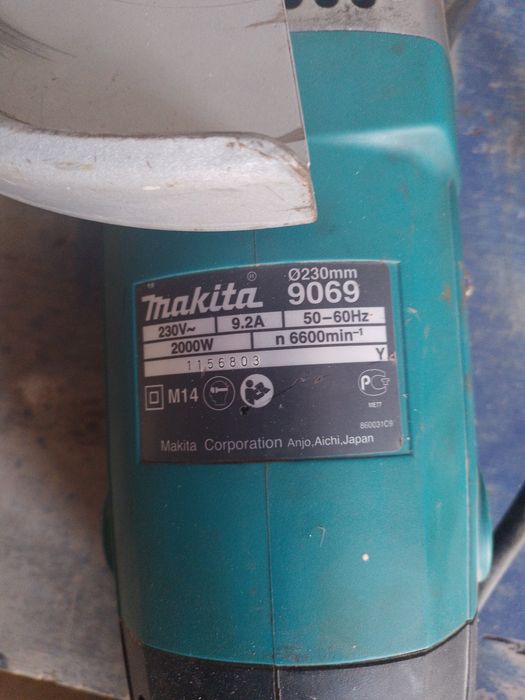 Ø230mm
makita® 9069
230V~ 9.2A 50-60Hz
2000W n 6600min⁻¹
1156803 Y
M14
METT
860031C9
Makita Corporation Anjo,Aichi,Japan